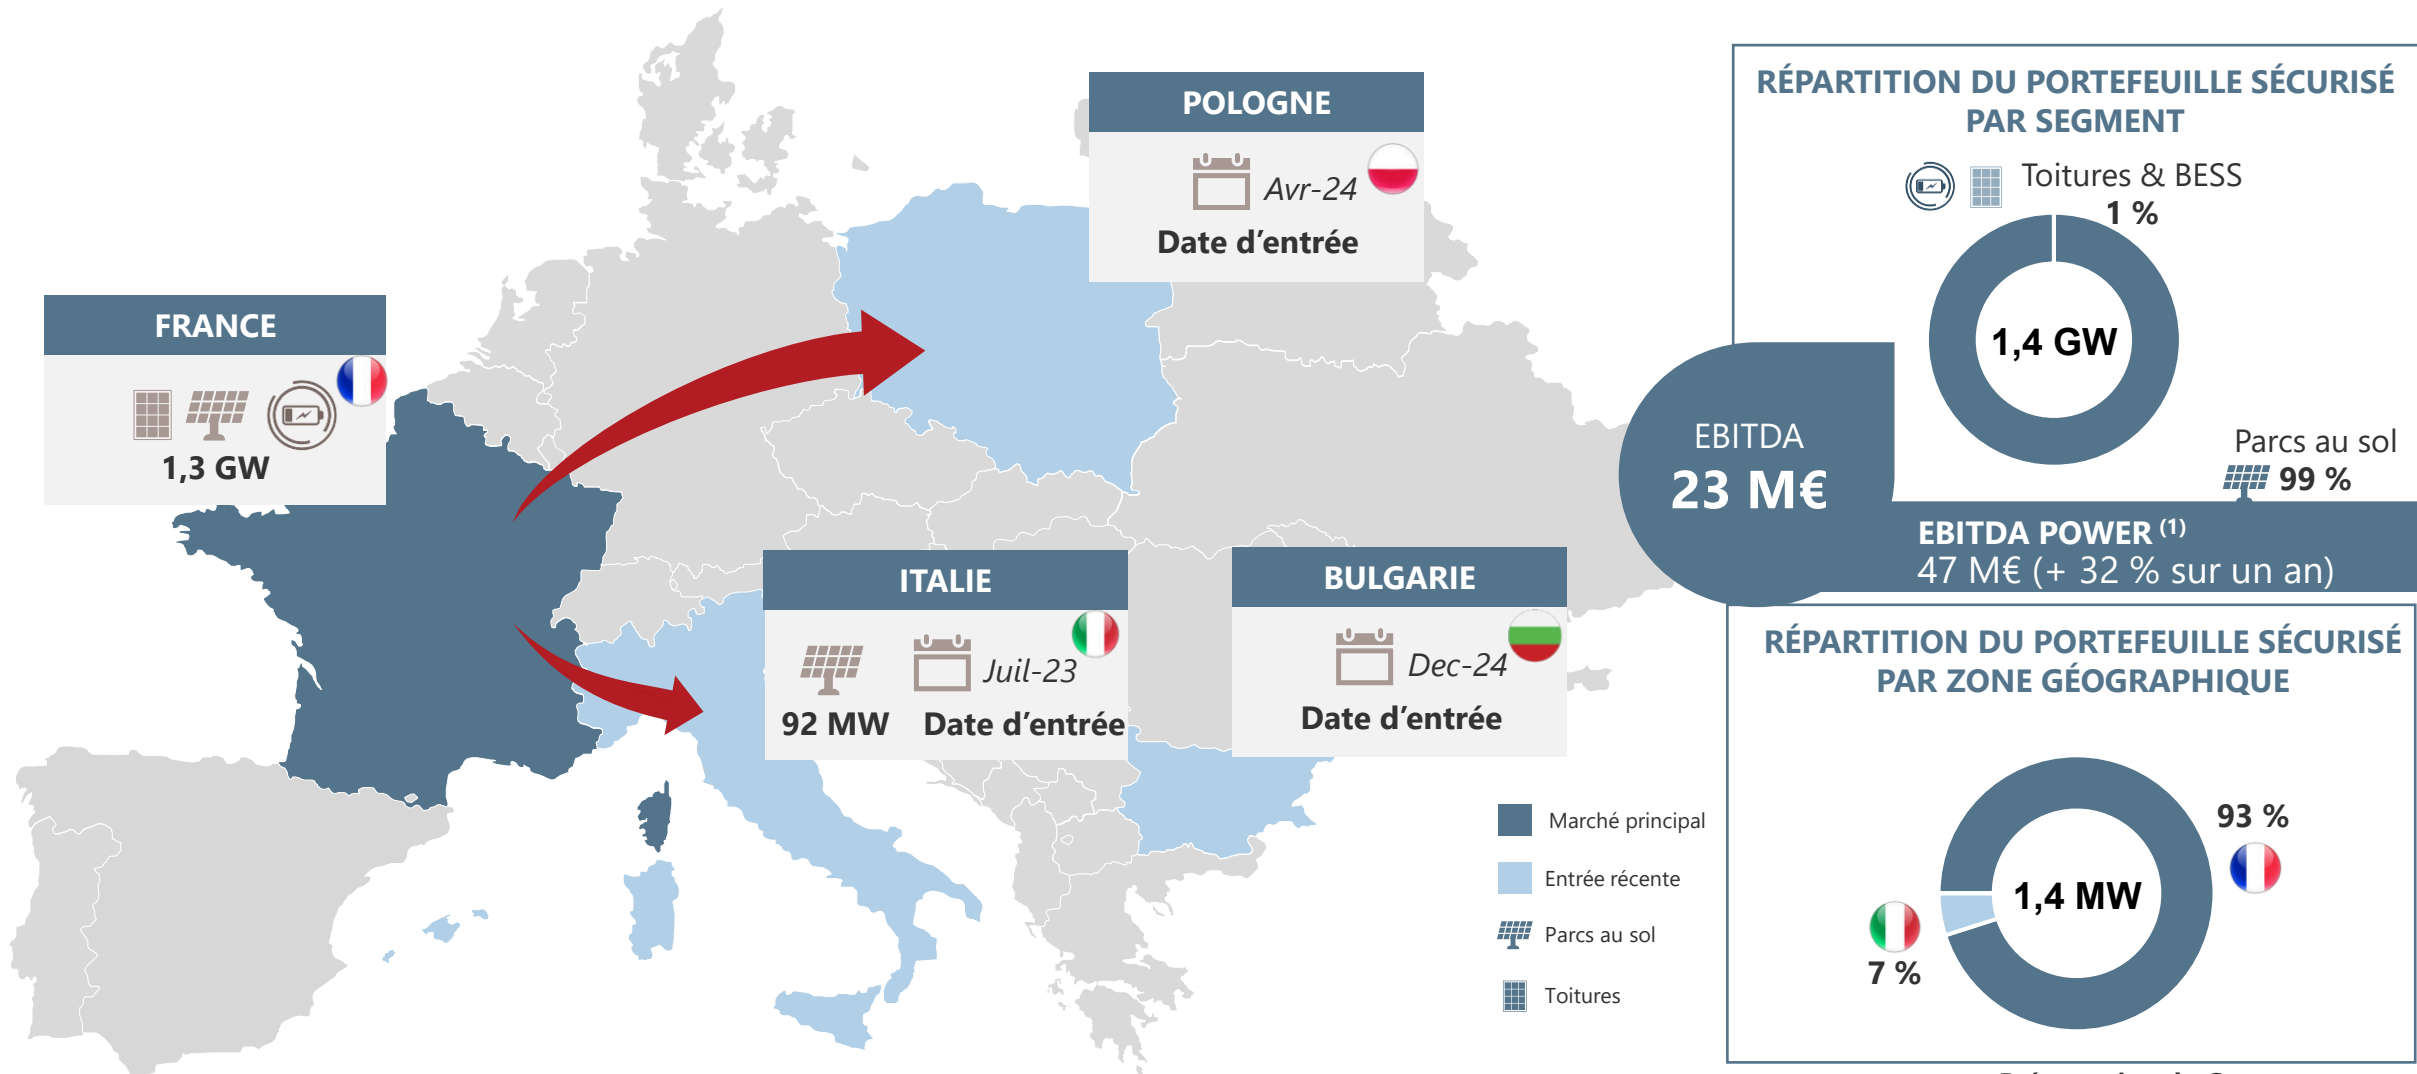 POLOGNE
Avr-24
Date d'entrée
FRANCE
1,3 GW
ITALIE
Juil-23
92 MW Date d'entrée
BULGARIE
Dec-24
Date d'entrée
Marché principal
Entrée récente
Parcs au sol
Toitures
RÉPARTITION DU PORTEFEUILLE SÉCURISÉ
PAR SEGMENT
Toitures & BESS
1 %
1,4 GW
Parcs au sol
99 %
EBITDA
23 M€
EBITDA POWER (1)
47 M€ (+ 32 % sur un an)
RÉPARTITION DU PORTEFEUILLE SÉCURISÉ
PAR ZONE GÉOGRAPHIQUE
93 %
1,4 MW
7 %